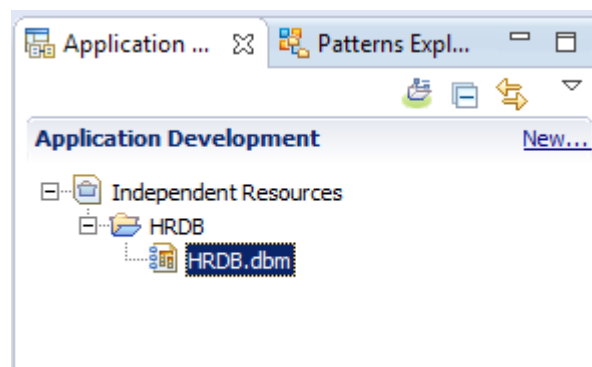 Application ... Patterns Expl...
Application Development New...
Independent Resources
HRDB
HRDB.dbm